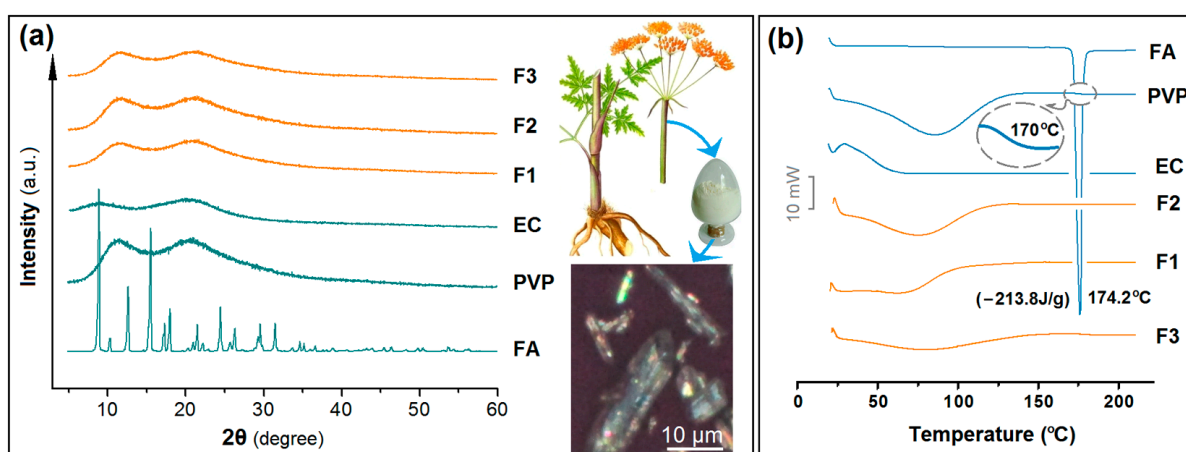 (a)
F3
F2
F1
EC
PVP
FA
Intensity (a.u.)
10 20 30 40 50 60
2θ (degree)
10 μm
(b)
FA
PVP
170°C
EC
10 mW
F2
F1
(−213.8J/g) 174.2°C
F3
0 50 100 150 200
Temperature (°C)